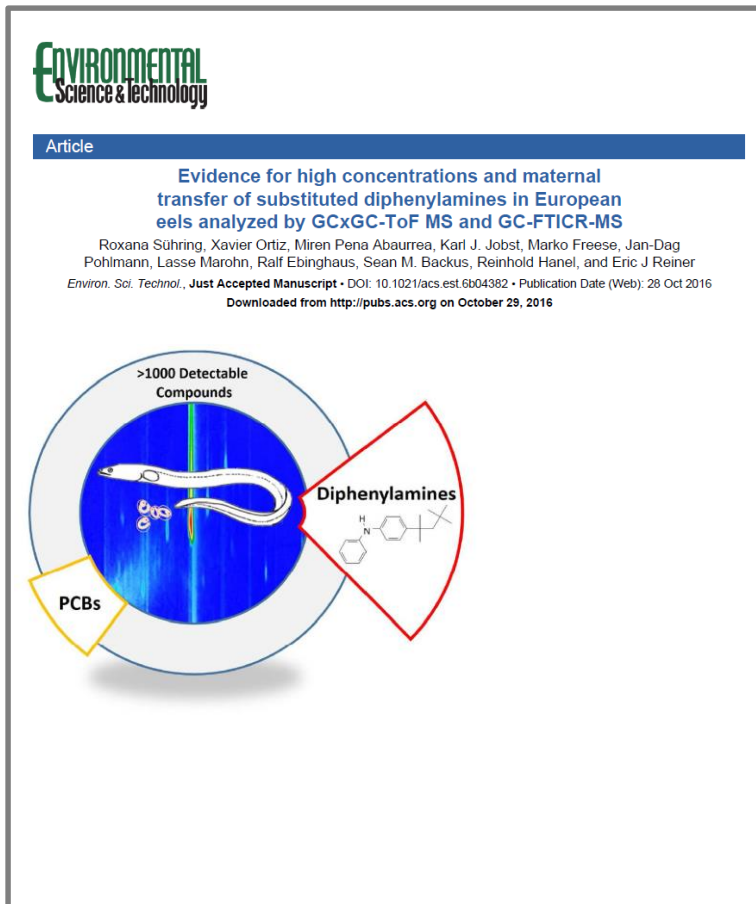 ENVIRONMENTAL
Science & Technology
Article
Evidence for high concentrations and maternal
transfer of substituted diphenylamines in European
eels analyzed by GCxGC-ToF MS and GC-FTICR-MS
Roxana Sühring, Xavier Ortiz, Miren Pena Abaurrea, Karl J. Jobst, Marko Freese, Jan-Dag
Pohlmann, Lasse Marohn, Ralf Ebinghaus, Sean M. Backus, Reinhold Hanel, and Eric J Reiner
Environ. Sci. Technol., Just Accepted Manuscript • DOI: 10.1021/acs.est.6b04382 • Publication Date (Web): 28 Oct 2016
Downloaded from http://pubs.acs.org on October 29, 2016
>1000 Detectable
Compounds
Diphenylamines
H
N
PCBs